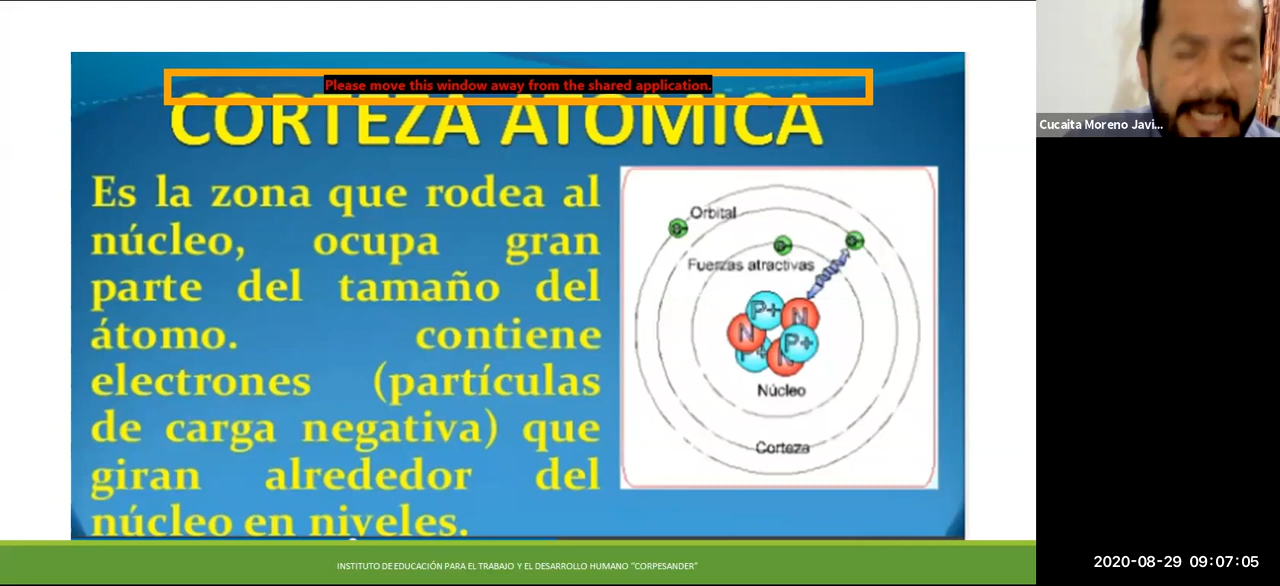 Please move this window away from the shared application.
CORTEZA ATOMICA
Es la zona que rodea al
núcleo, ocupa gran
parte del tamaño del
átomo. contiene
electrones (partículas
de carga negativa) que
giran alrededor del
núcleo en niveles.
Orbital
Fuerzas atractivas
P+
N
N
P+
P+
N
Núcleo
Corteza
INSTITUTO DE EDUCACIÓN PARA EL TRABAJO Y EL DESARROLLO HUMANO "CORPESANDER"
Cucaita Moreno Javi...
2020-08-29 09:07:05